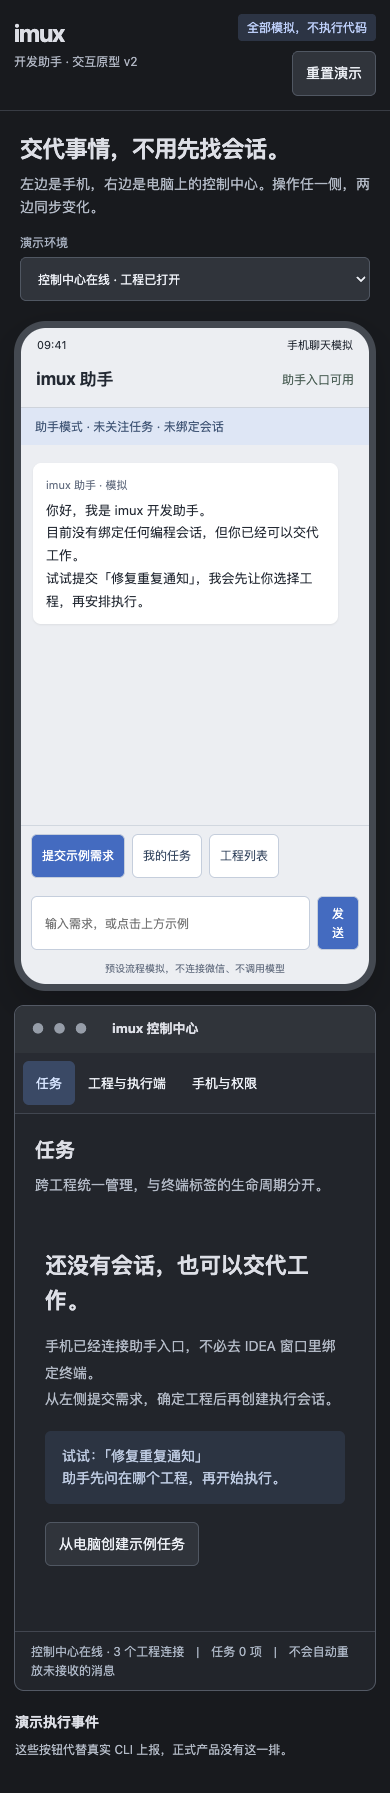 imux
全部模拟，不执行代码
开发助手 · 交互原型 v2
重置演示
交代事情，不用先找会话。
左边是手机，右边是电脑上的控制中心。操作任一侧，两
边同步变化。
演示环境
控制中心在线 · 工程已打开
09:41
手机聊天模拟
imux 助手
助手入口可用
助手模式 · 未关注任务 · 未绑定会话
imux 助手 · 模拟
你好，我是 imux 开发助手。
目前没有绑定任何编程会话，但你已经可以交代
工作。
试试提交「修复重复通知」，我会先让你选择工
程，再安排执行。
提交示例需求
我的任务
工程列表
输入需求，或点击上方示例
发
送
预设流程模拟，不连接微信、不调用模型
imux 控制中心
任务
工程与执行端
手机与权限
任务
跨工程统一管理，与终端标签的生命周期分开。
还没有会话，也可以交代工
作。
手机已经连接助手入口，不必去 IDEA 窗口里绑
定终端。
从左侧提交需求，确定工程后再创建执行会话。
试试：「修复重复通知」
助手先问在哪个工程，再开始执行。
从电脑创建示例任务
控制中心在线 · 3 个工程连接 | 任务 0 项 | 不会自动重
放未接收的消息
演示执行事件
这些按钮代替真实 CLI 上报，正式产品没有这一排。